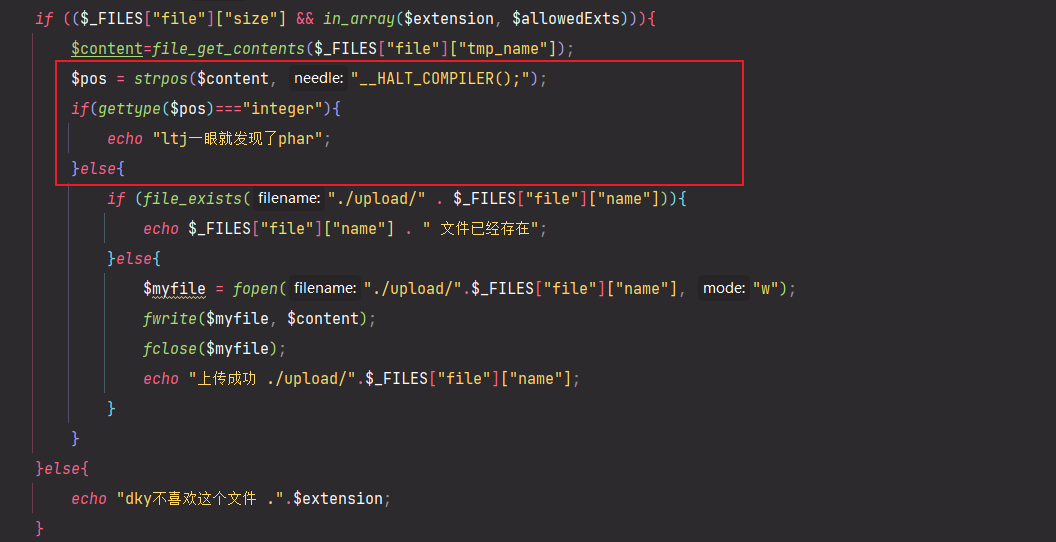 if (($_FILES["file"]["size"] && in_array($extension, $allowedExts))){
$content=file_get_contents($_FILES["file"]["tmp_name"]);
$pos = strpos($content, needle: "__HALT_COMPILER();");
if(gettype($pos)==="integer"){
echo "ltj一眼就发现了phar";
}else{
if (file_exists( filename: "./upload/" . $_FILES["file"]["name"])){
echo $_FILES["file"]["name"] . " 文件已经存在";
}else{
$myfile = fopen( filename: "./upload/".$_FILES["file"]["name"], mode: "w");
fwrite($myfile, $content);
fclose($myfile);
echo "上传成功 ./upload/".$_FILES["file"]["name"];
}
}
}else{
echo "dky不喜欢这个文件 .".$extension;
}